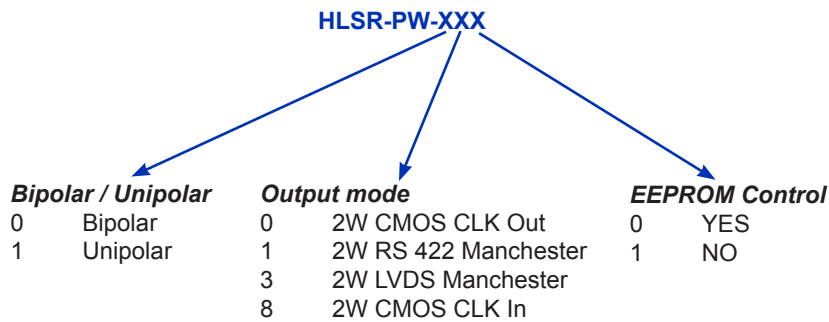 HLSR-PW-XXX
Bipolar / Unipolar
0 Bipolar
1 Unipolar
Output mode
0 2W CMOS CLK Out
1 2W RS 422 Manchester
3 2W LVDS Manchester
8 2W CMOS CLK In
EEPROM Control
0 YES
1 NO